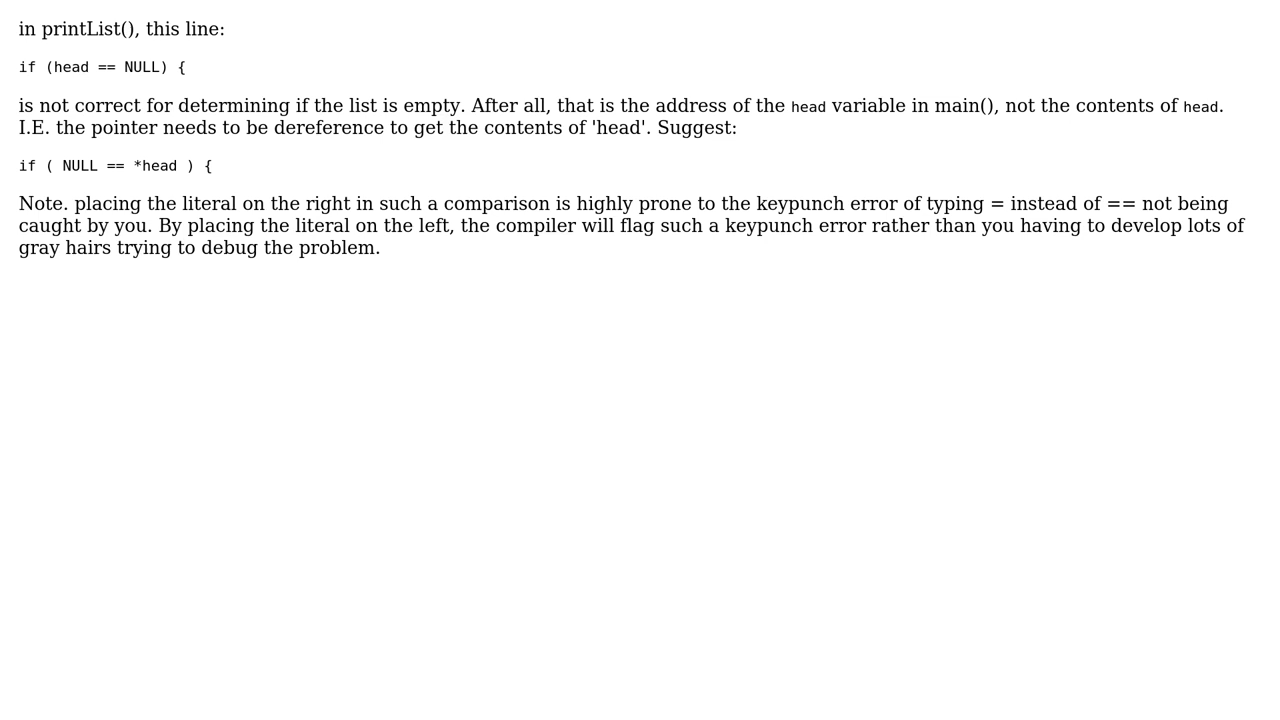 in printList(), this line:
if (head == NULL) {
is not correct for determining if the list is empty. After all, that is the address of the head variable in main(), not the contents of head.
I.E. the pointer needs to be dereference to get the contents of 'head'. Suggest:
if ( NULL == *head ) {
Note. placing the literal on the right in such a comparison is highly prone to the keypunch error of typing = instead of == not being
caught by you. By placing the literal on the left, the compiler will flag such a keypunch error rather than you having to develop lots of
gray hairs trying to debug the problem.